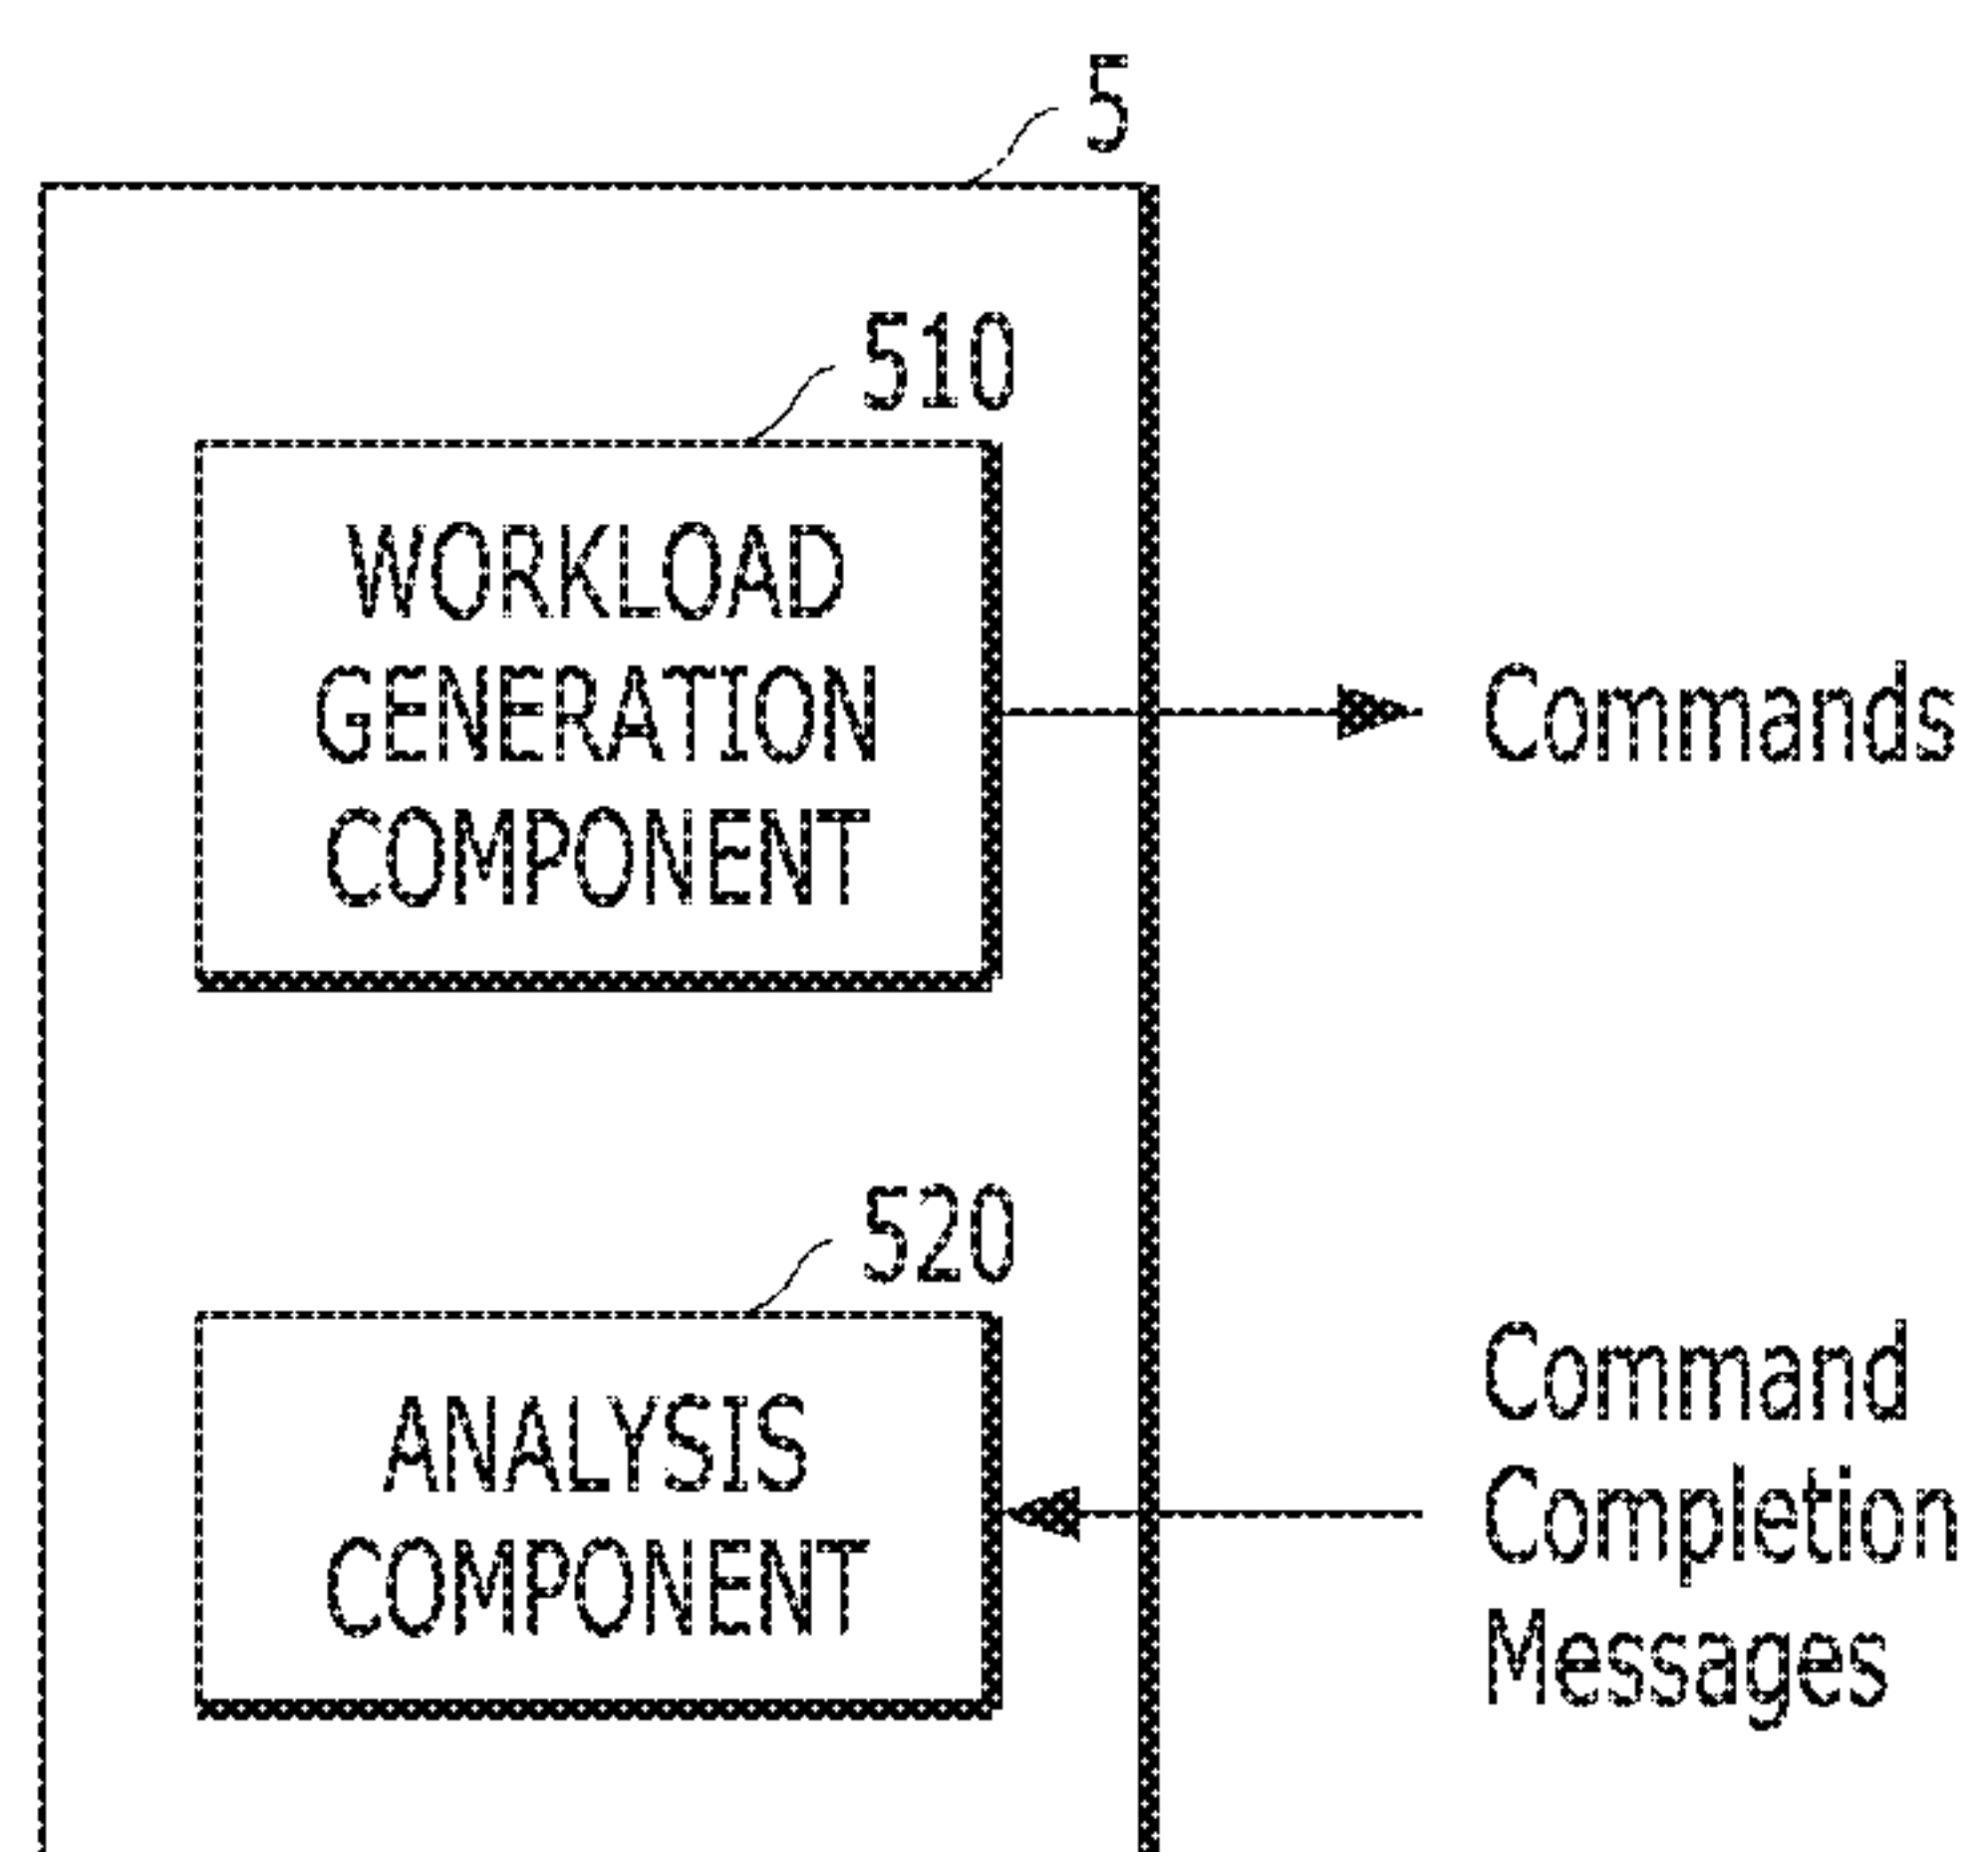 5
510
WORKLOAD
GENERATION
COMPONENT
Commands
520
ANALYSIS
COMPONENT
Command
Completion
Messages